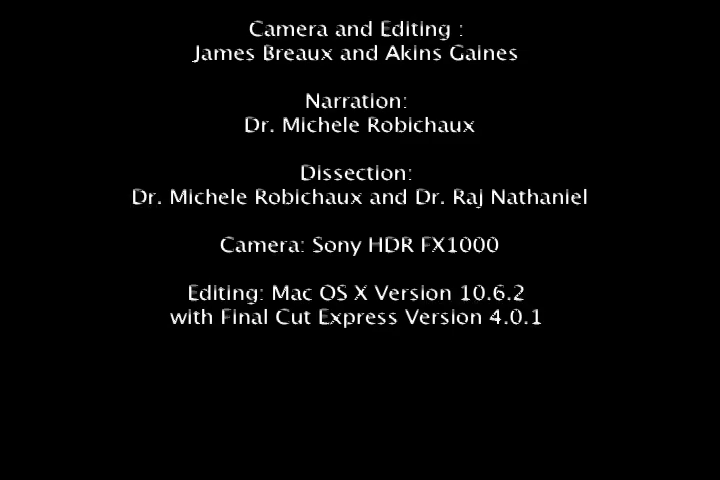 Camera and Editing :
James Breaux and Akins Gaines
Narration:
Dr. Michele Robichaux
Dissection:
Dr. Michele Robichaux and Dr. Raj Nathaniel
Camera: Sony HDR FX1000
Editing: Mac OS X Version 10.6.2
with Final Cut Express Version 4.0.1